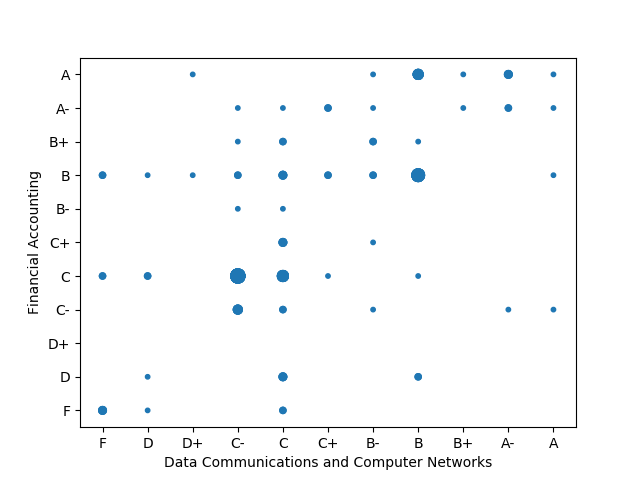 A
A-
B+
B
B-
C+
C
C-
D+
D
F
Financial Accounting
F D D+ C- C C+ B- B B+ A- A
Data Communications and Computer Networks